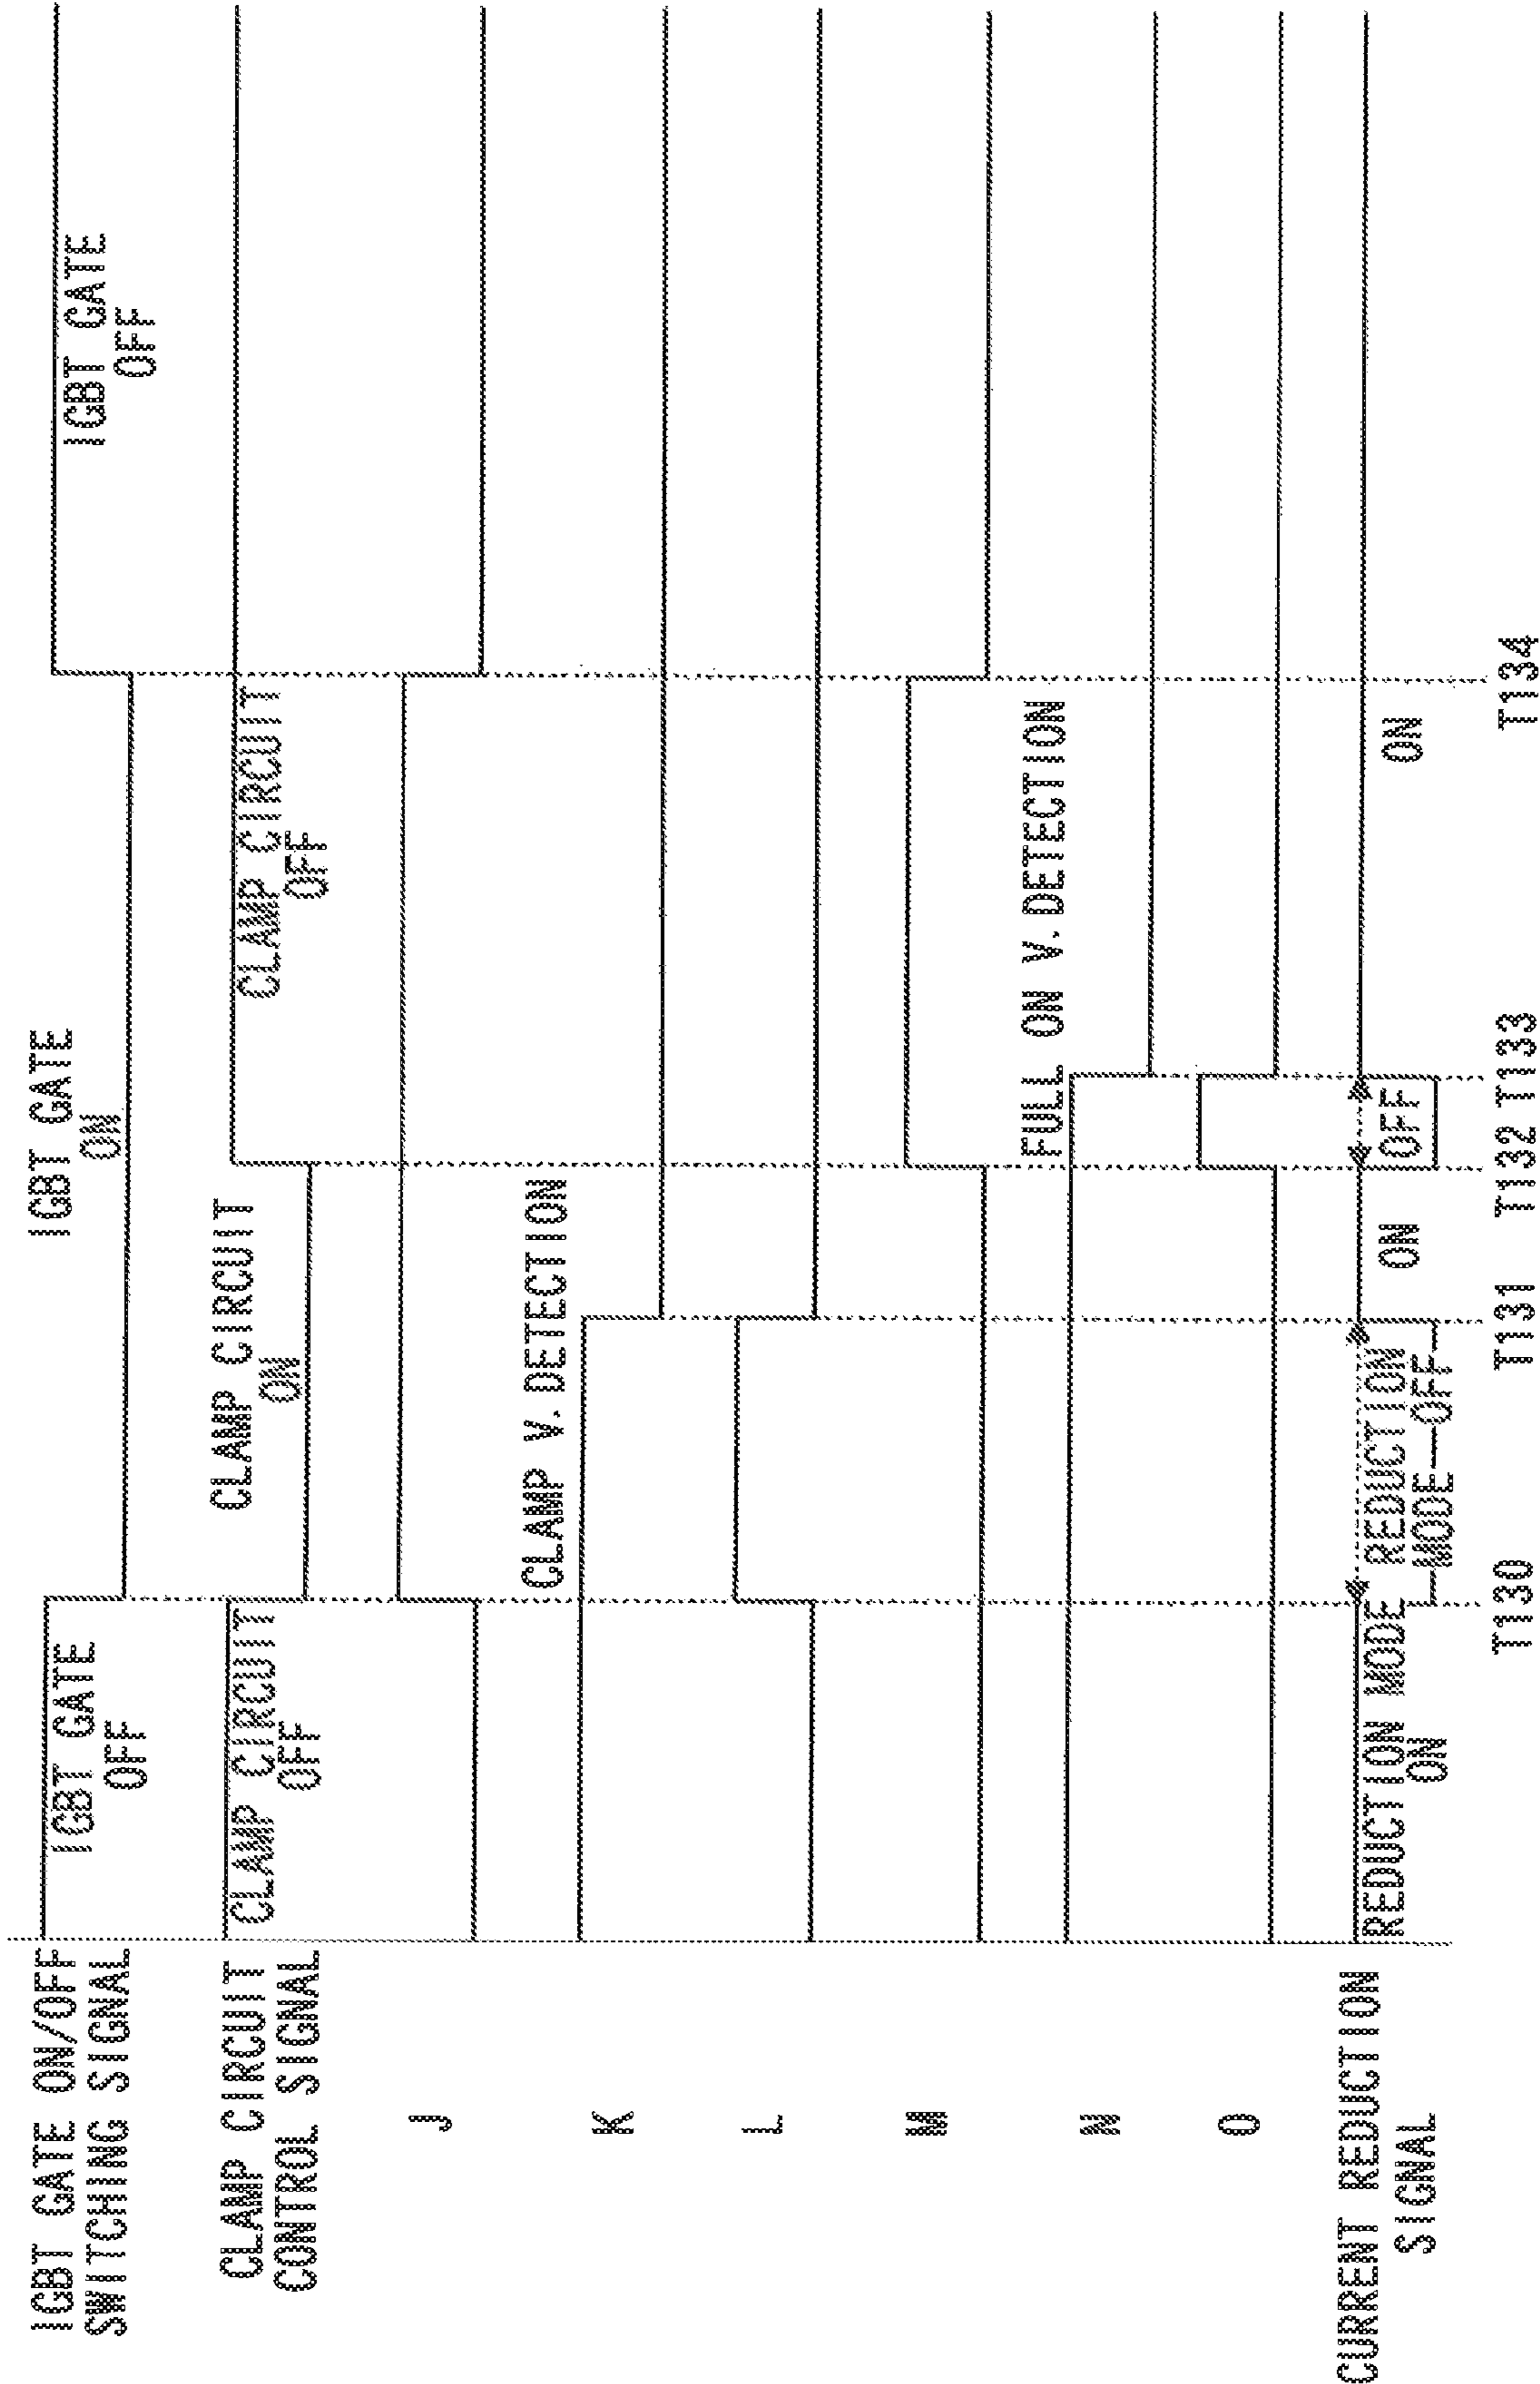 IGBT GATE ON/OFF
SWITCHING SIGNAL
IGBT GATE
OFF
IGBT GATE
ON
IGBT GATE
OFF
CLAMP CIRCUIT
CONTROL SIGNAL
CLAMP CIRCUIT
OFF
CLAMP CIRCUIT
ON
CLAMP CIRCUIT
OFF
J
K
CLAMP V.DETECTION
L
M
N
FULL ON V.DETECTION
O
CURRENT REDUCTION
SIGNAL
REDUCTION MODE
ON
REDUCTION
MODE OFF
ON
OFF
ON
T130
T131
T132
T133
T134